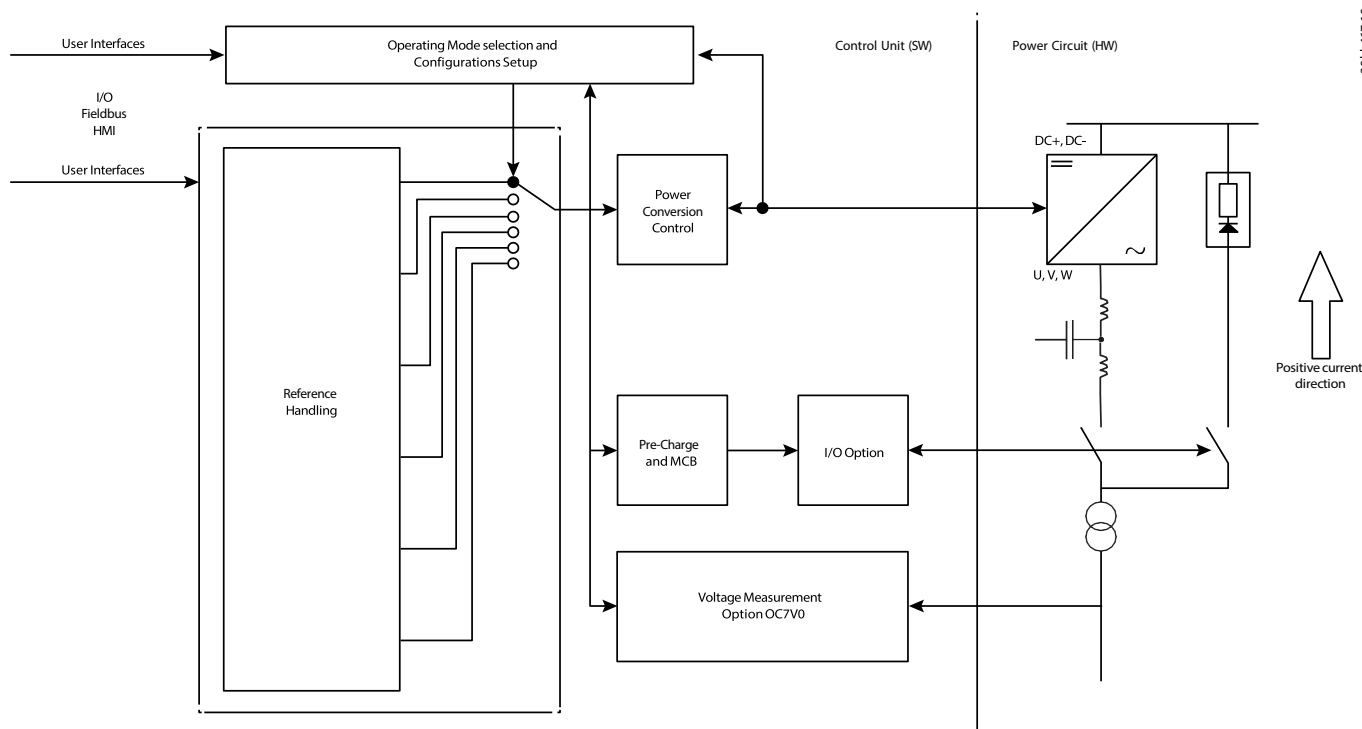 User Interfaces
Operating Mode selection and
Configurations Setup
Control Unit (SW)
Power Circuit (HW)
I/O
Fieldbus
HMI
User Interfaces
Reference
Handling
Power
Conversion
Control
DC+, DC-
U, V, W
Positive current
direction
Pre-Charge
and MCB
I/O Option
Voltage Measurement
Option OC7V0